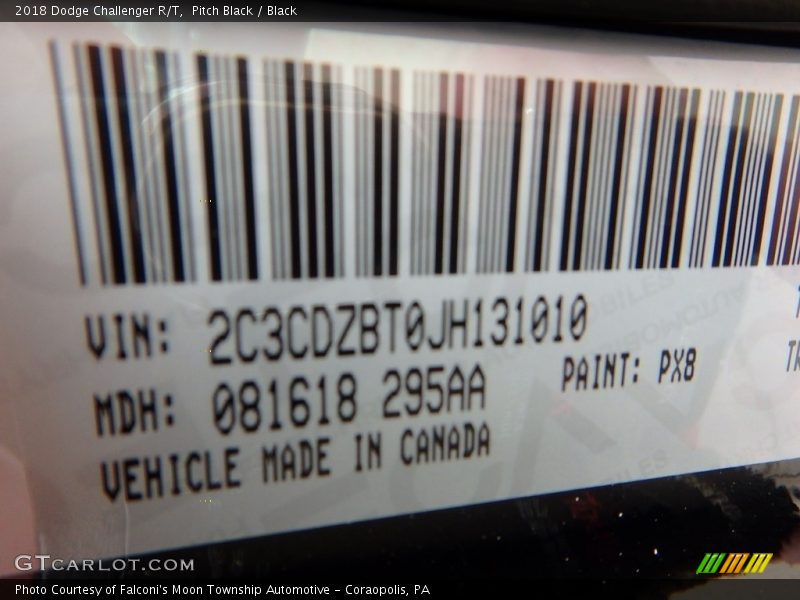 2018 Dodge Challenger R/T, Pitch Black / Black
VIN: 2C3CDZBT0JH131010
MDH: 081618 295AA
PAINT: PX8
VEHICLE MADE IN CANADA
GTCARLOT.COM
Photo Courtesy of Falconi's Moon Township Automotive – Coraopolis, PA